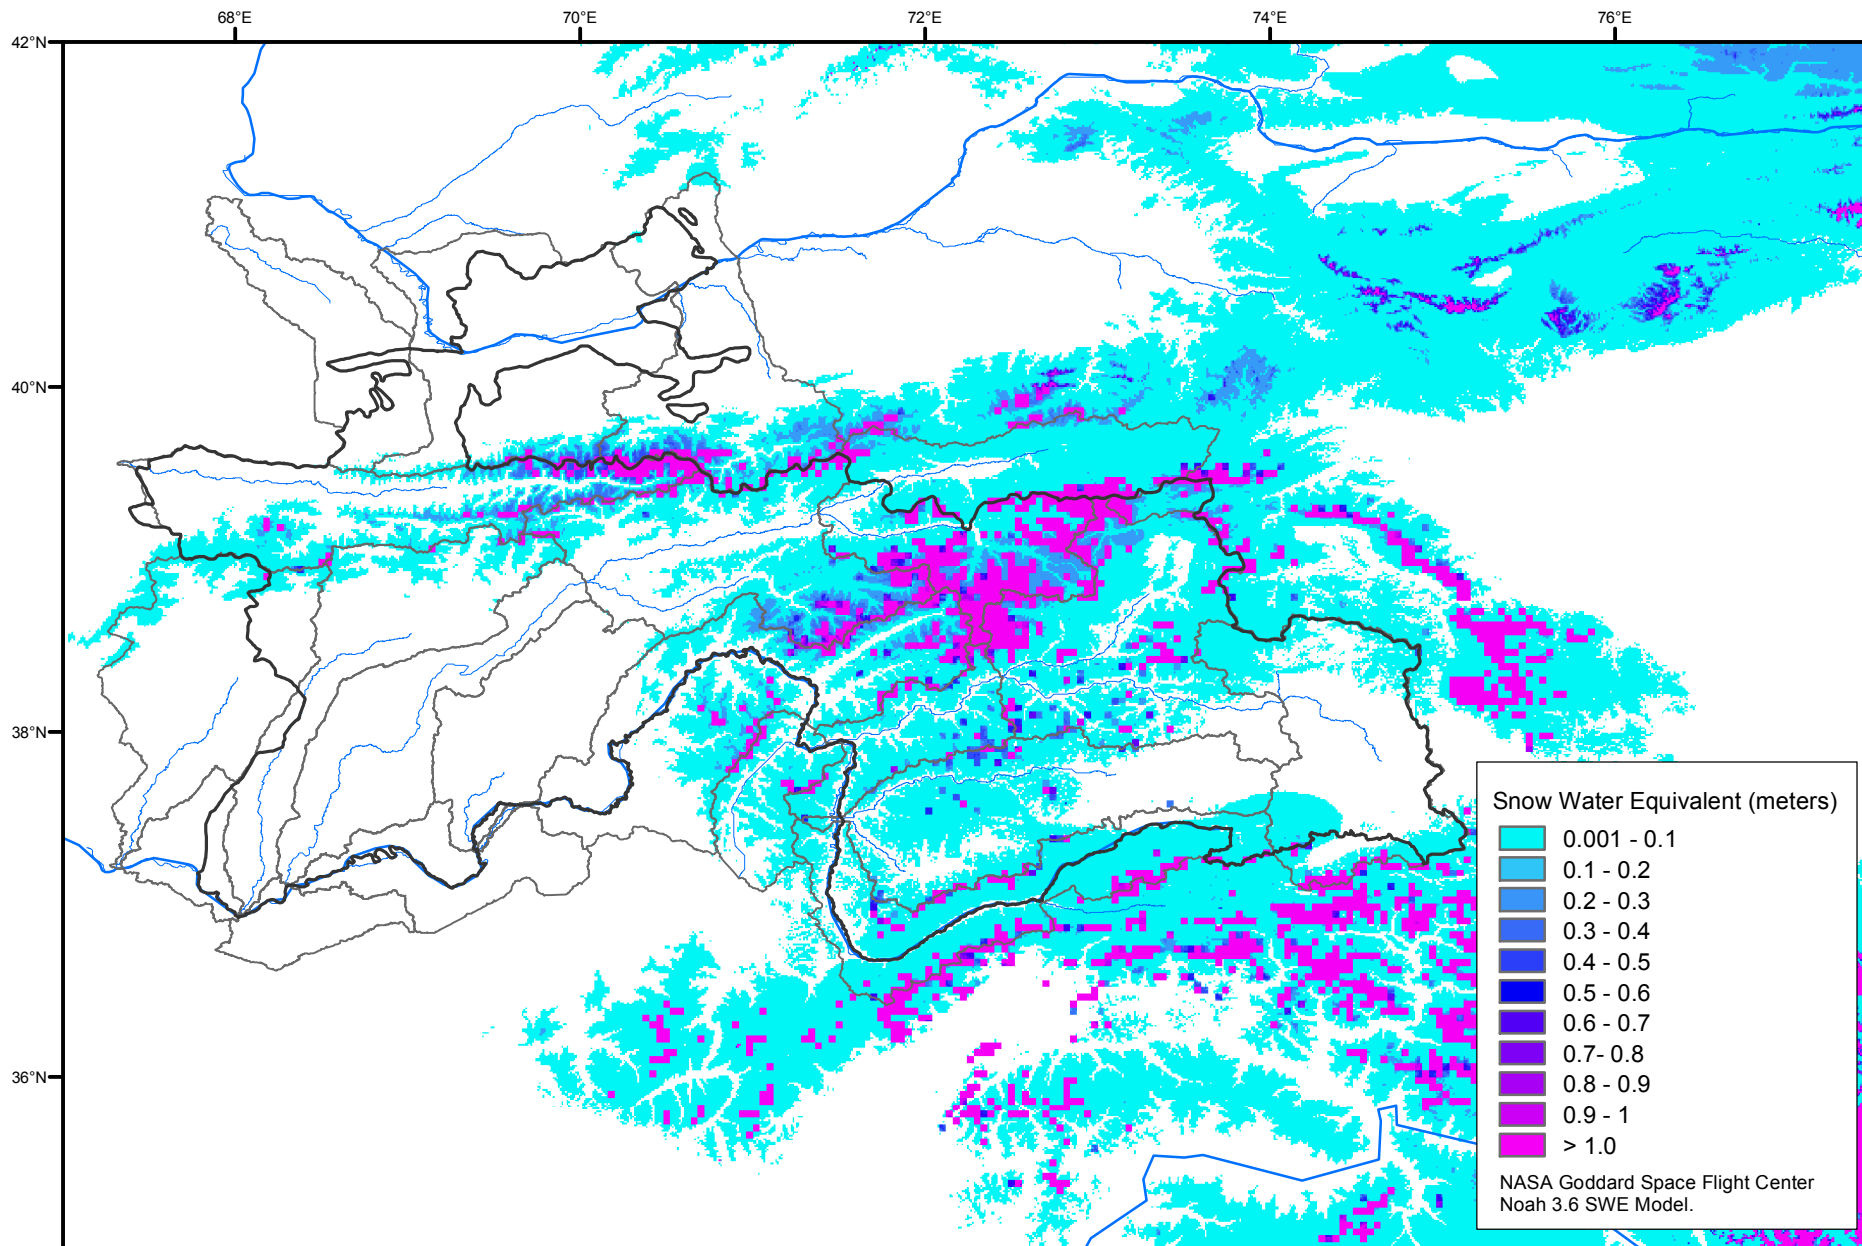 68°E 70°E 72°E 74°E 76°E
42°N
40°N
38°N
36°N
Snow Water Equivalent (meters)
0.001 - 0.1
0.1 - 0.2
0.2 - 0.3
0.3 - 0.4
0.4 - 0.5
0.5 - 0.6
0.6 - 0.7
0.7- 0.8
0.8 - 0.9
0.9 - 1
> 1.0
NASA Goddard Space Flight Center
Noah 3.6 SWE Model.